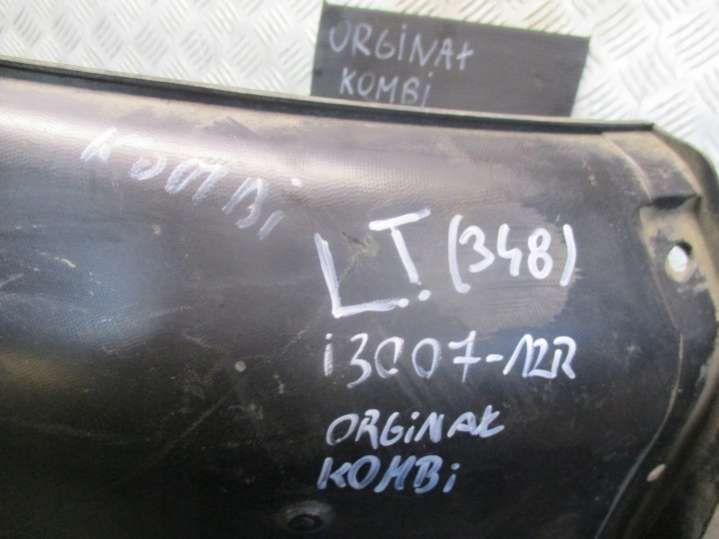 ORGiNAŁ
KOMBi
KOMBi
L.T. (348)
i3007-12R
ORGiNAŁ
KOMBi